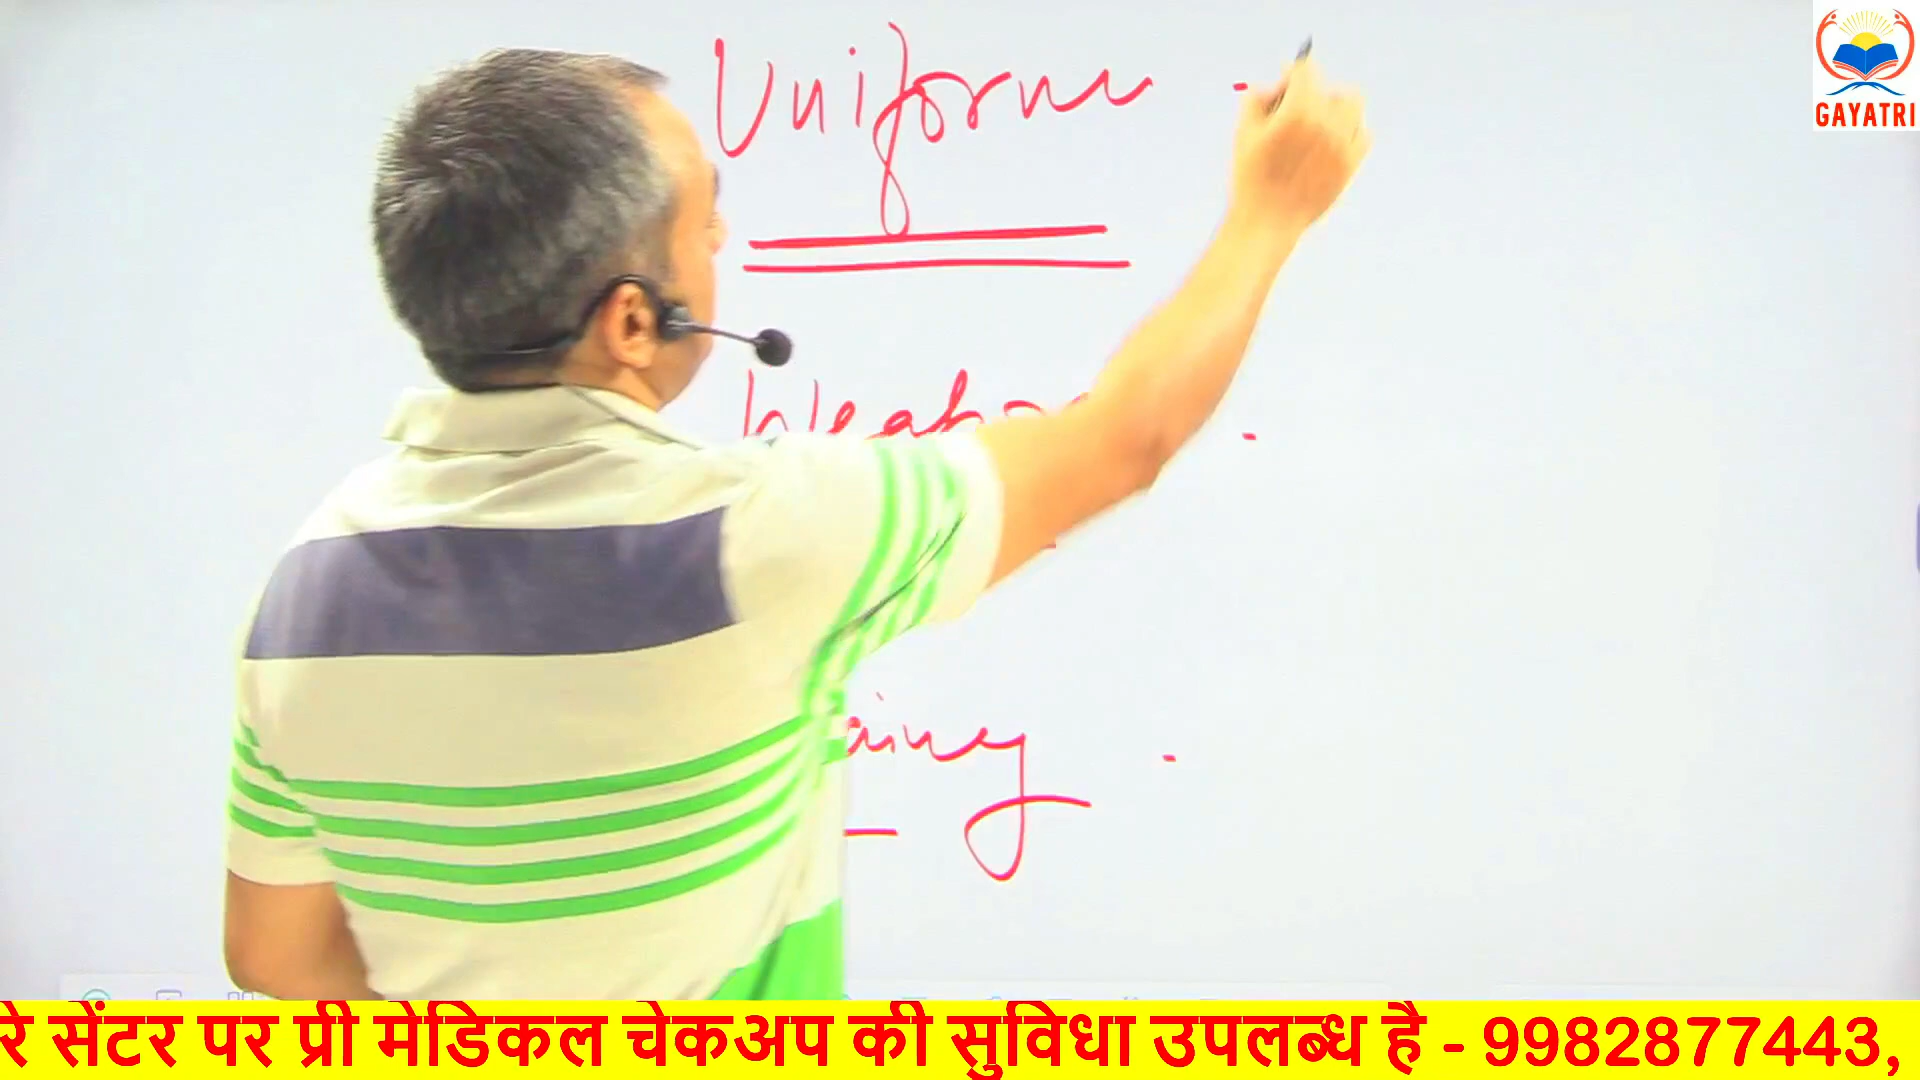 Uniform -
GAYATRI
रे सेंटर पर प्री मेडिकल चेकअप की सुविधा उपलब्ध है - 9982877443,